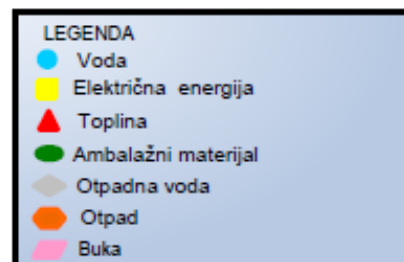 LEGENDA
Voda
Električna energija
Toplina
Ambalažni materijal
Otpadna voda
Otpad
Buka